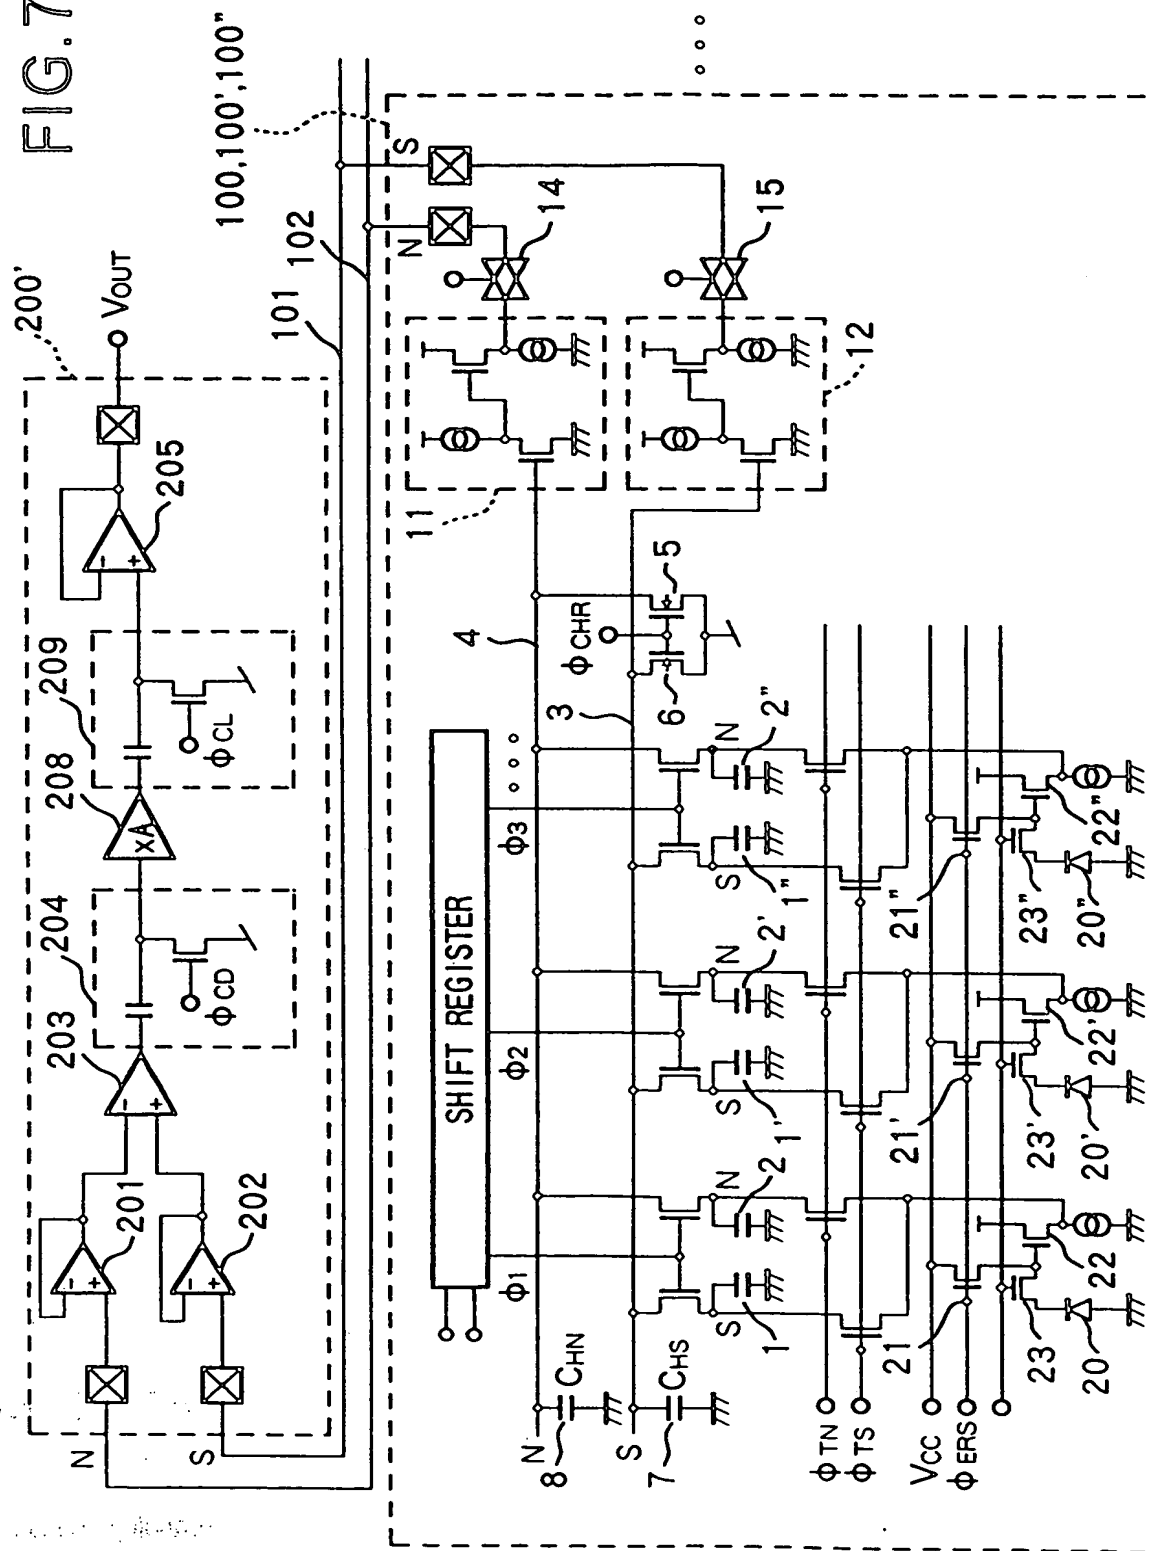 FIG.7
200'
VOUT
203
204
208
209
205
201
202
ΦCD
ΦCL
xA
-
+
-
+
-
+
-
+
N
S
101
102
100,100',100"
S
N
SHIFT REGISTER
Φ1
Φ2
Φ3
4
3
ΦCHR
5
6
11
12
14
15
N
8
CHN
S
7
CHS
S
1
N
2
S
1'
N
2'
S
1"
N
2"
ΦTN
ΦTS
VCC
ΦERS
21
22
23
20
21'
22'
23'
20'
21"
22"
23"
20"